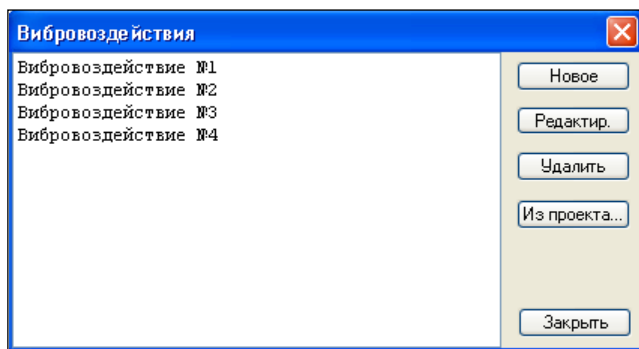 Вибровоздействия
Вибровоздействие №1
Вибровоздействие №2
Вибровоздействие №3
Вибровоздействие №4
Новое
Редактир.
Удалить
Из проекта...
Закрыть